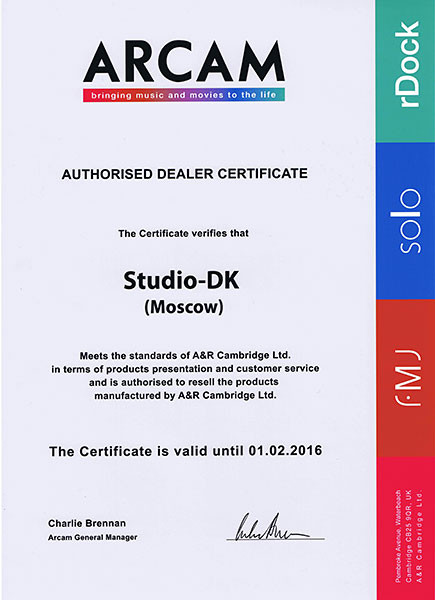 ARCAM
bringing music and movies to the life
AUTHORISED DEALER CERTIFICATE
The Certificate verifies that
Studio-DK
(Moscow)
Meets the standards of A&R Cambridge Ltd.
in terms of products presentation and customer service
and is authorised to resell the products
manufactured by A&R Cambridge Ltd.
The Certificate is valid until 01.02.2016
Charlie Brennan
Arcam General Manager
rDock
solo
FMJ
Pembroke Avenue, Waterbeach
Cambridge CB25 9QR, UK
A&R Cambridge Ltd.